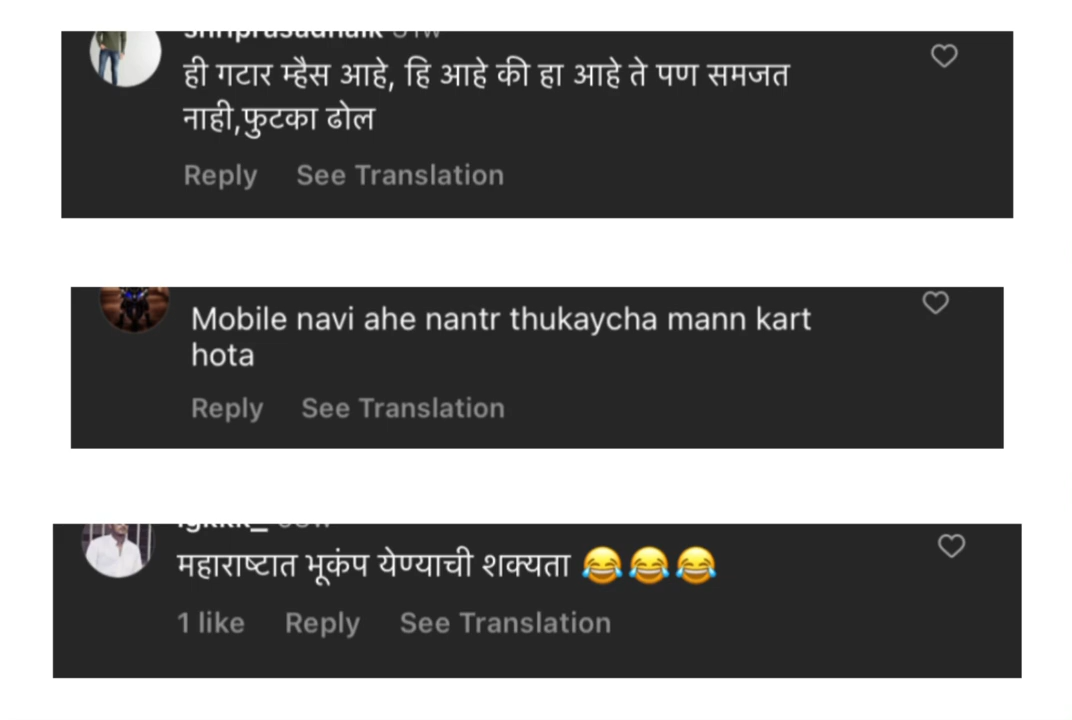 ही गटार म्हैस आहे, हि आहे की हा आहे ते पण समजत
नाही,फुटका ढोल
Reply See Translation
Mobile navi ahe nantr thukaycha mann kart
hota
Reply See Translation
महाराष्टात भूकंप येण्याची शक्यता 😂😂😂
1 like Reply See Translation